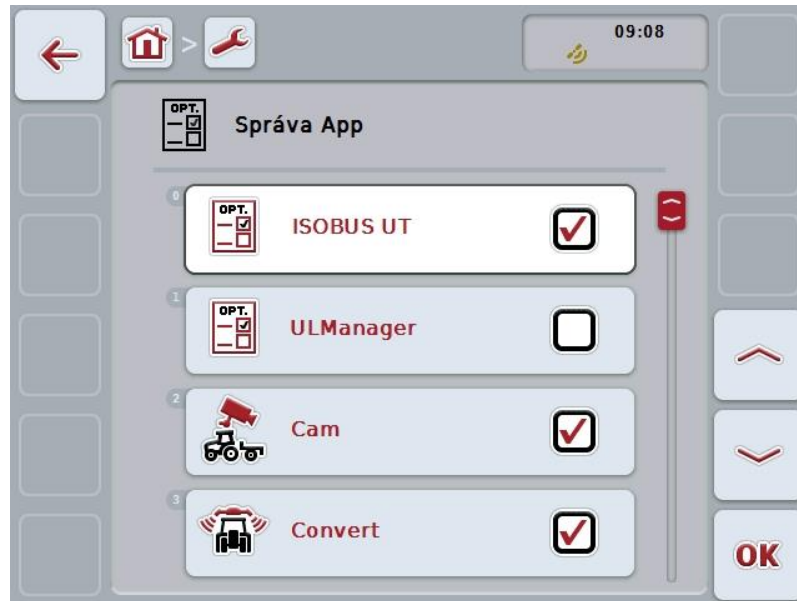 >
09:08
OPT.
Správa App
0
OPT.
ISOBUS UT
1
OPT.
ULManager
2
Cam
3
Convert
OK